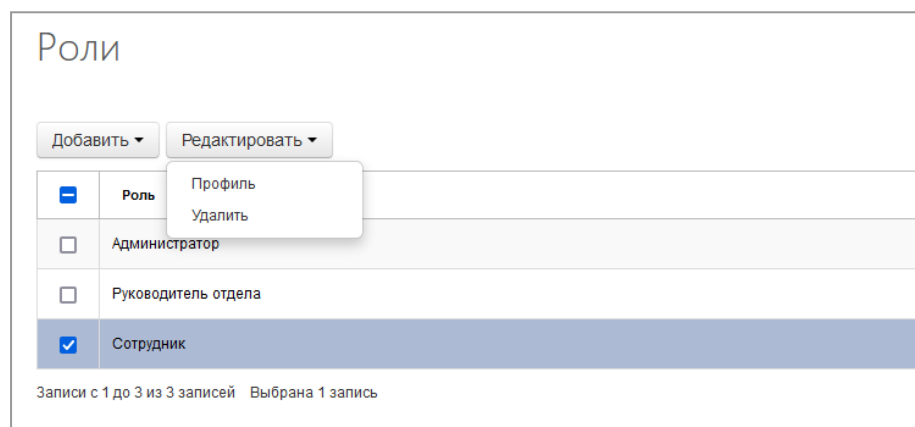 Роли
Добавить Редактировать
Профиль
Удалить
Роль
Администратор
Руководитель отдела
Сотрудник
Записи с 1 до 3 из 3 записей Выбрана 1 запись